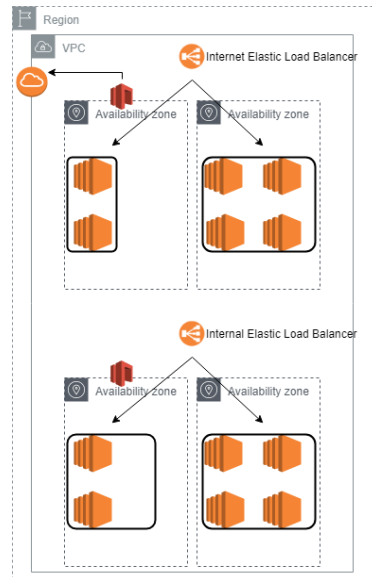 Region
VPC
Internet Elastic Load Balancer
Availability zone
Availability zone
Internal Elastic Load Balancer
Availability zone
Availability zone